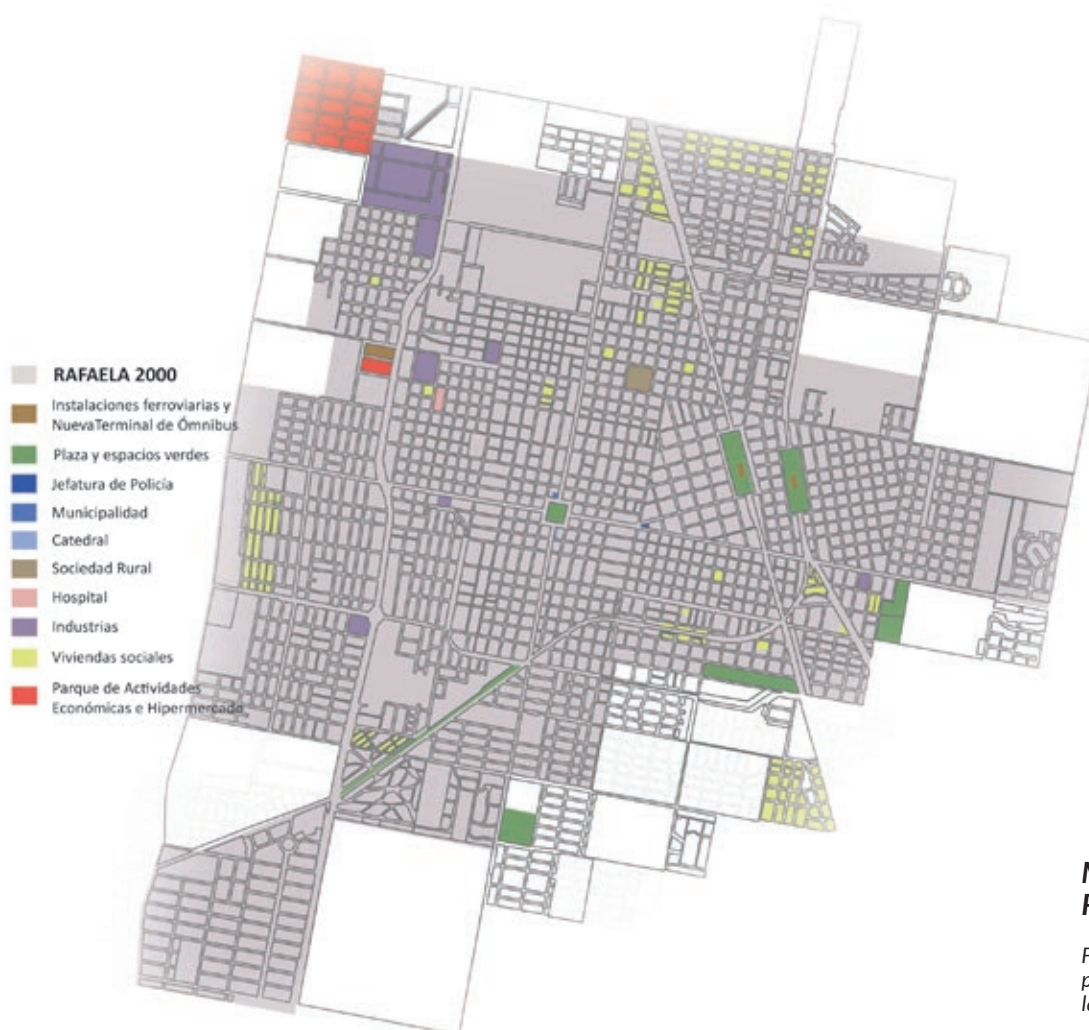 RAFAELA 2000
Instalaciones ferroviarias y
NuevaTerminal de Ómnibus
Plaza y espacios verdes
Jefatura de Policía
Municipalidad
Catedral
Sociedad Rural
Hospital
Industrias
Viviendas sociales
Parque de Actividades
Económicas e Hipermercado